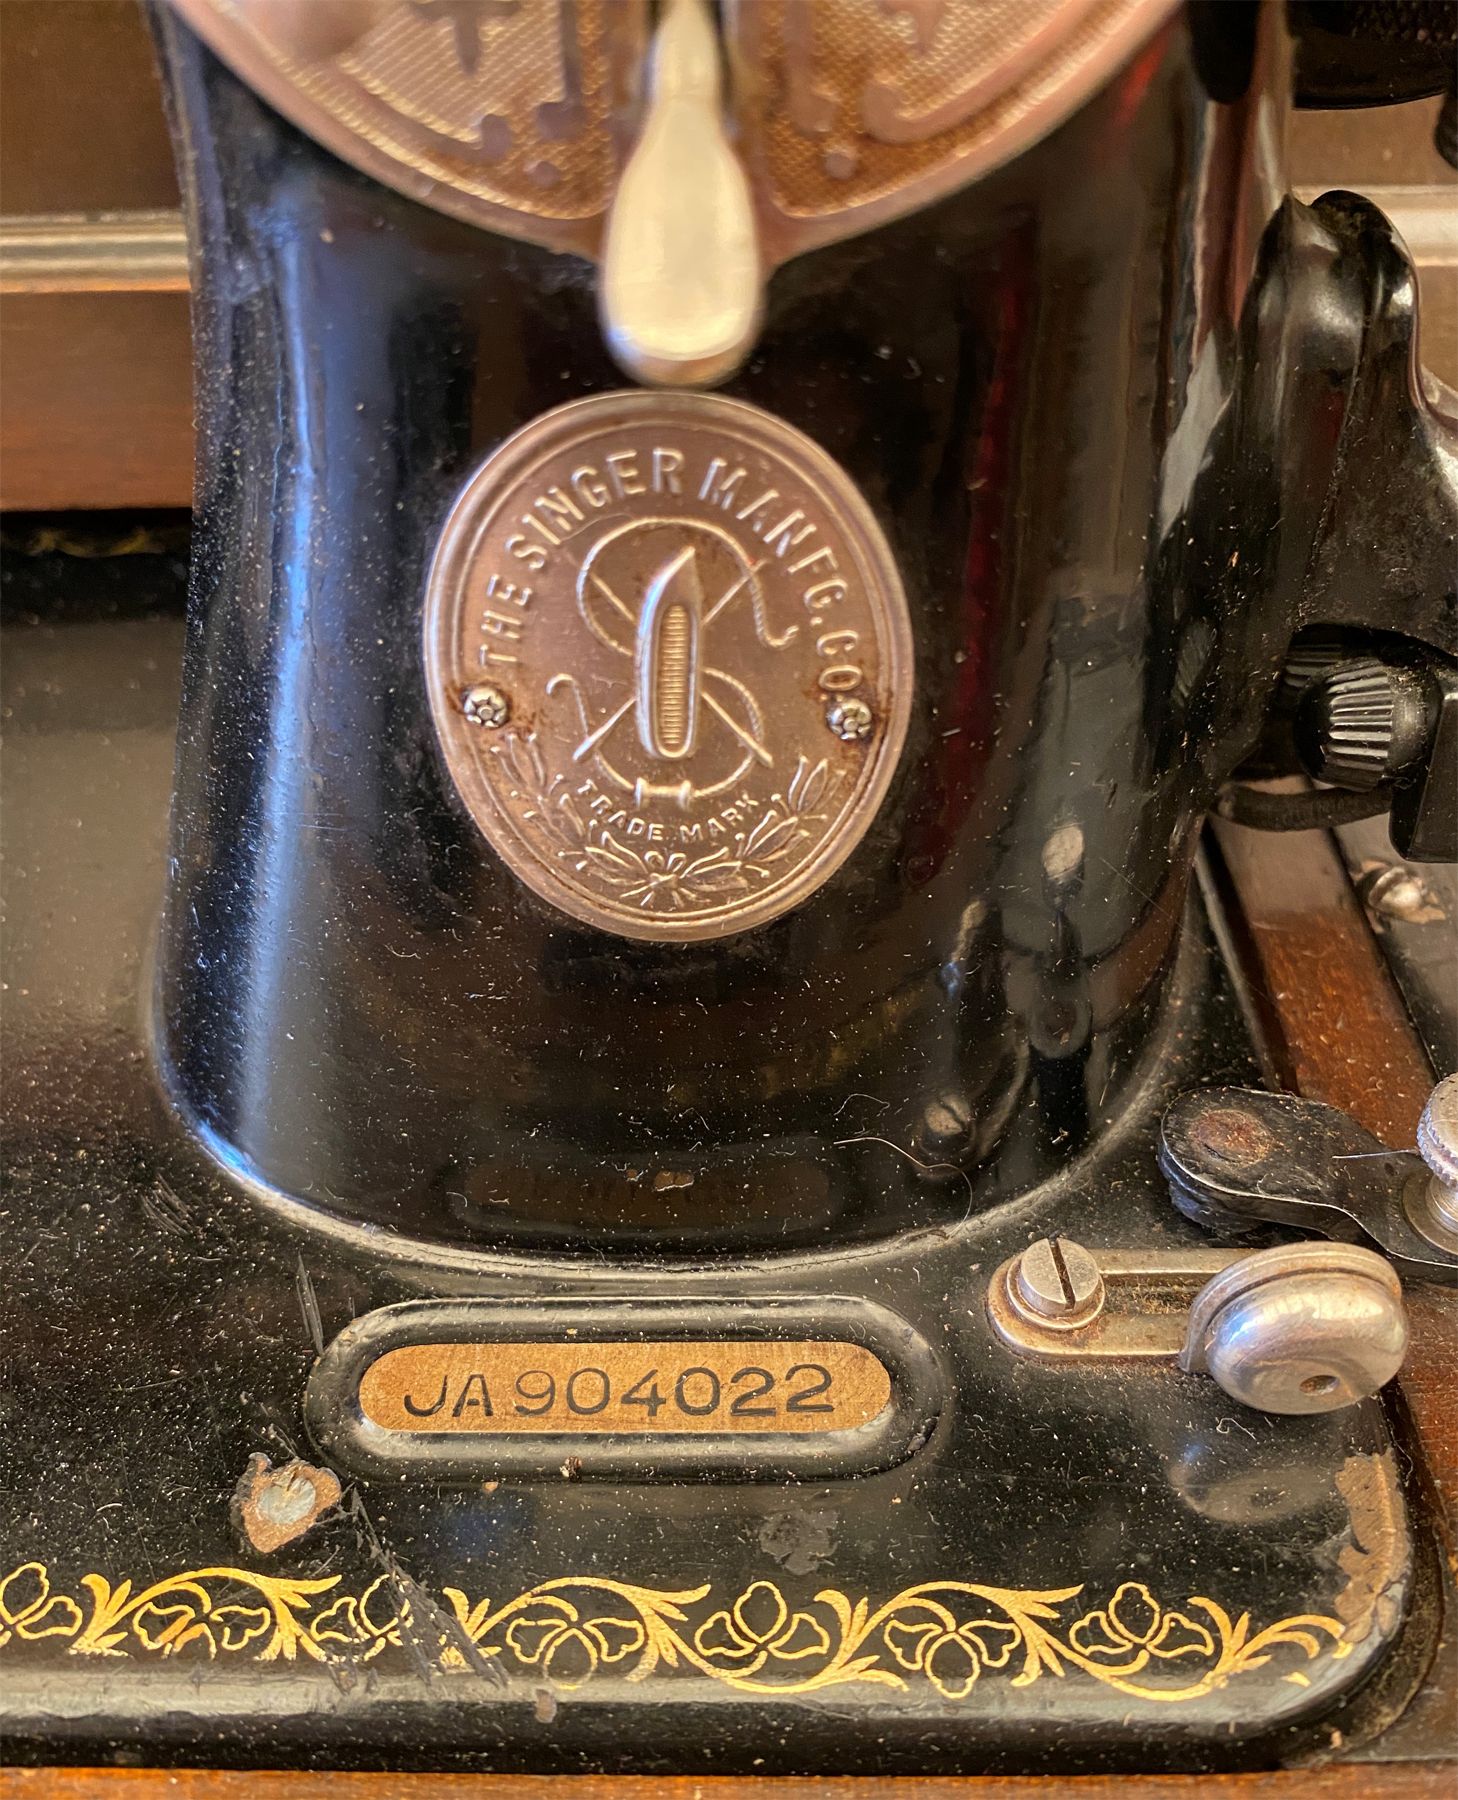 THE SINGER MANFG. CO.
TRADE MARK
JA904022